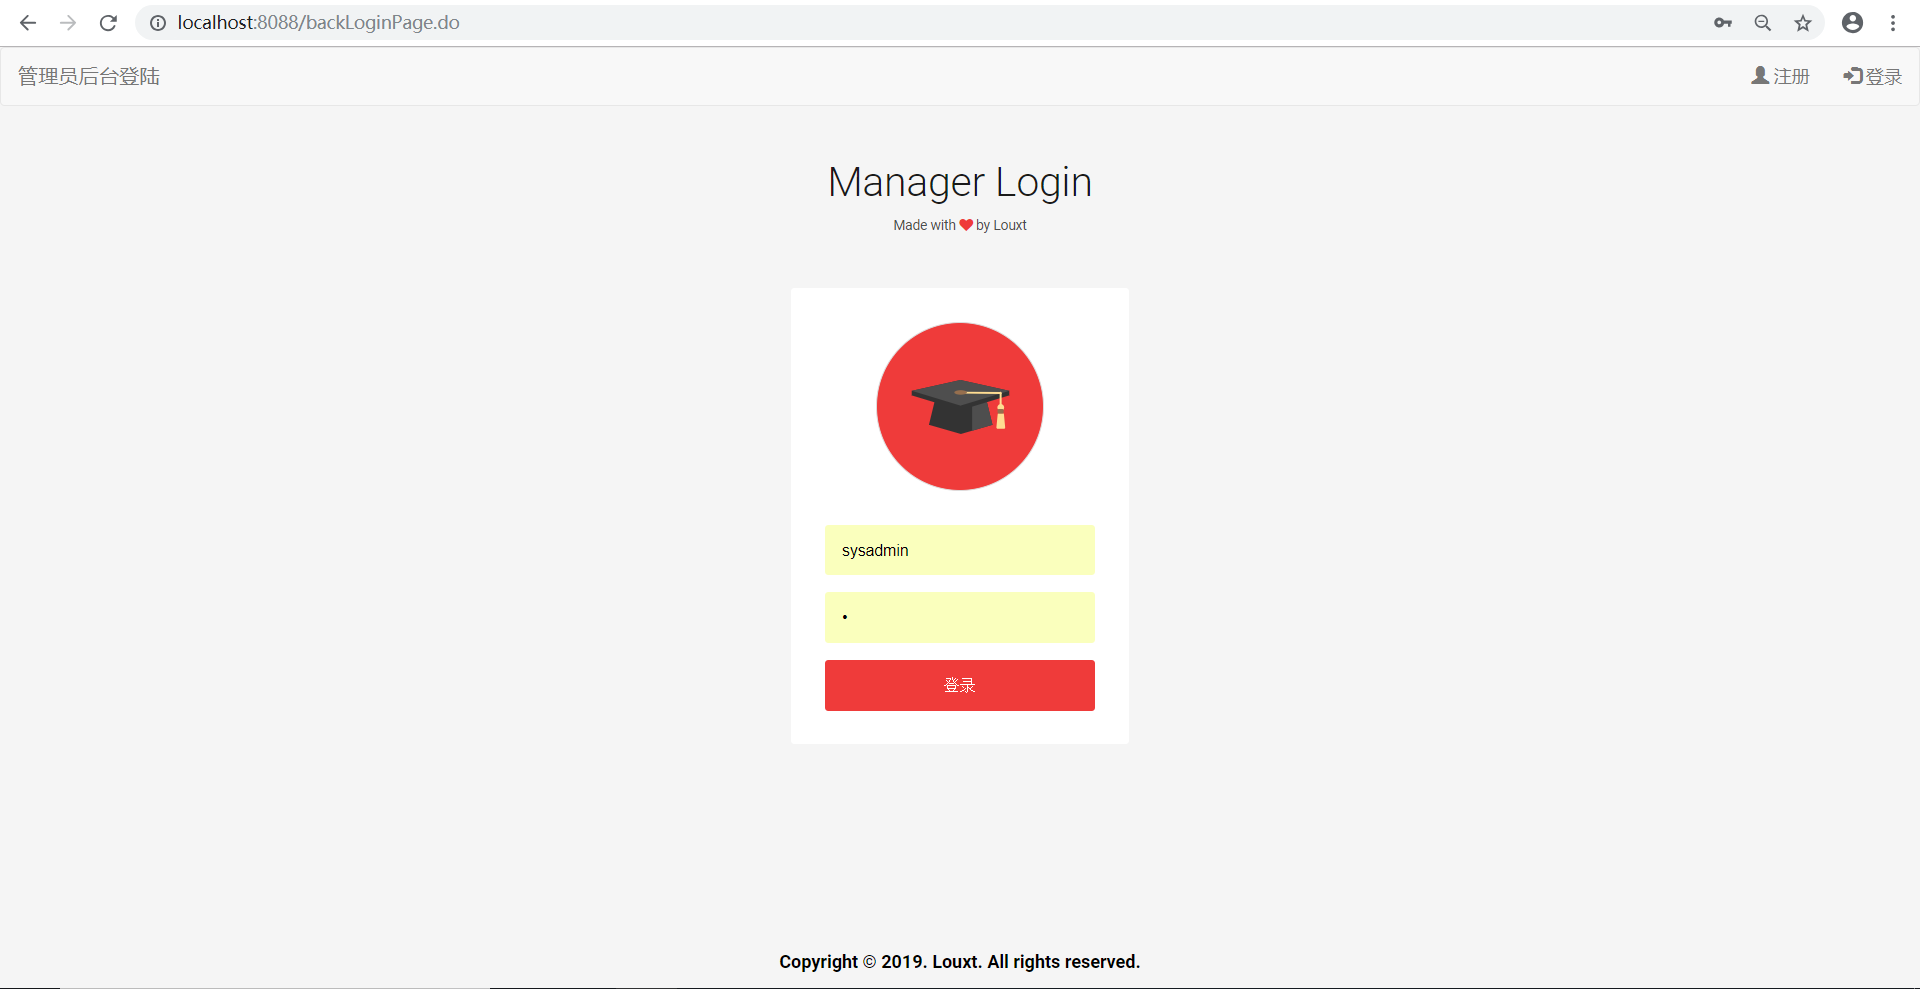 localhost:8088/backLoginPage.do
管理员后台登陆
注册 登录
Manager Login
Made with ❤ by Louxt
sysadmin
•
登录
Copyright © 2019. Louxt. All rights reserved.